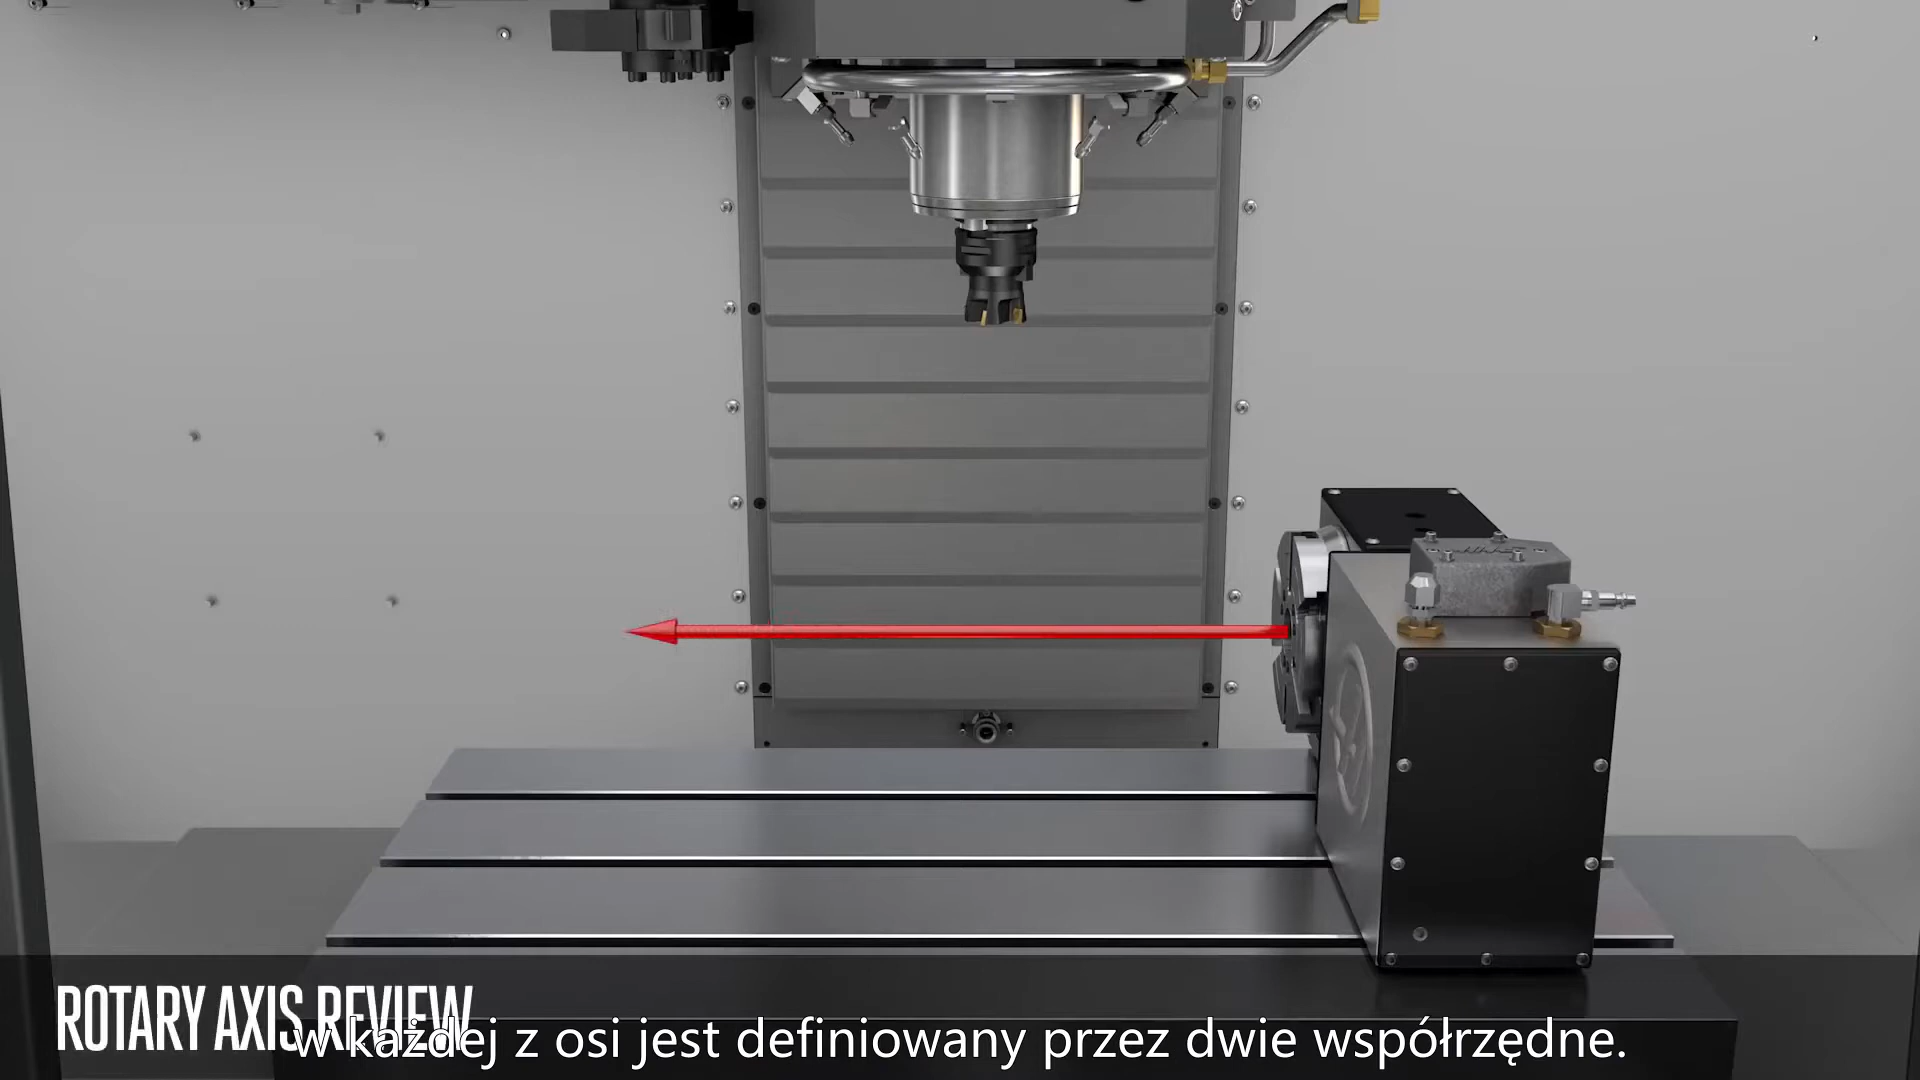 ROTARY AXIS REVIEW
w każdej z osi jest definiowany przez dwie współrzędne.